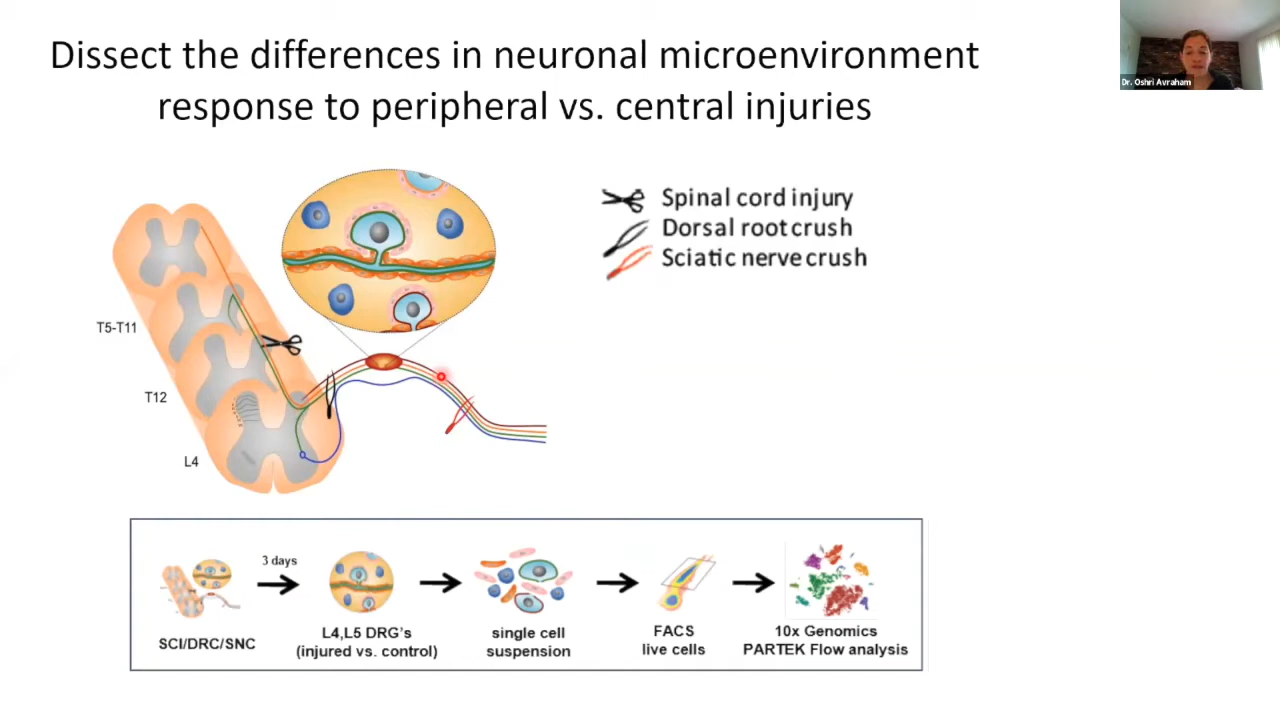 Dissect the differences in neuronal microenvironment
response to peripheral vs. central injuries
Dr. Oshri Avraham
Spinal cord injury
Dorsal root crush
Sciatic nerve crush
T5-T11
T12
L4
3 days
SCI/DRC/SNC
L4,L5 DRG's
(injured vs. control)
single cell
suspension
FACS
live cells
10x Genomics
PARTEK Flow analysis